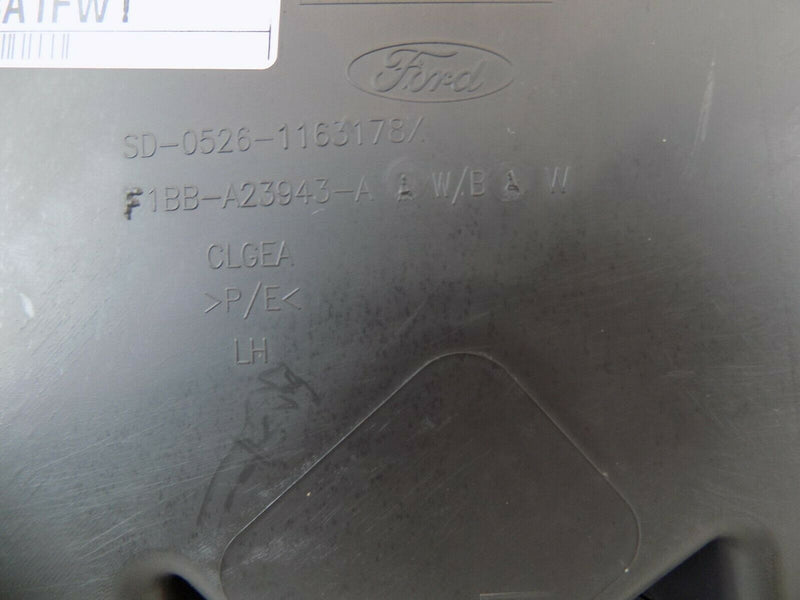 A1FW1
Ford
SD-0526-1163178/
F1BB-A23943-A W/B W
CLGEA
>P/E<
LH